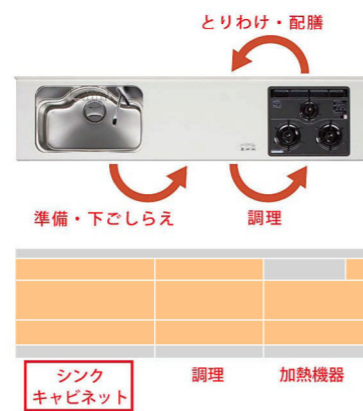 とりわけ・配膳
準備・下ごしらえ
調理
シンク
キャビネット
調理
加熱機器